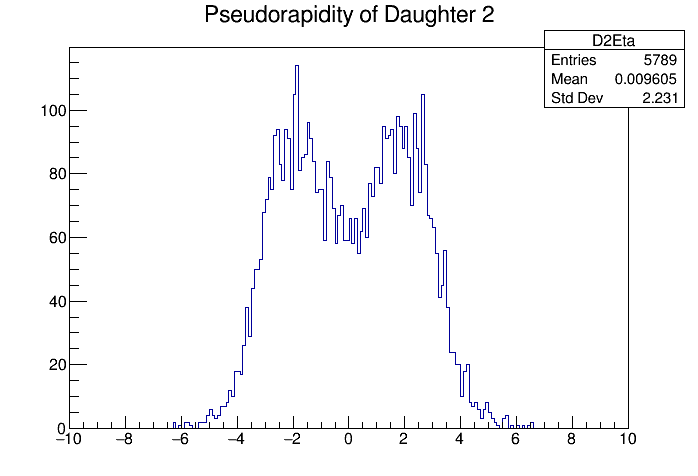 Pseudorapidity of Daughter 2
D2Eta
Entries 5789
Mean 0.009605
Std Dev 2.231
100
80
60
40
20
0
−10 −8 −6 −4 −2 0 2 4 6 8 10